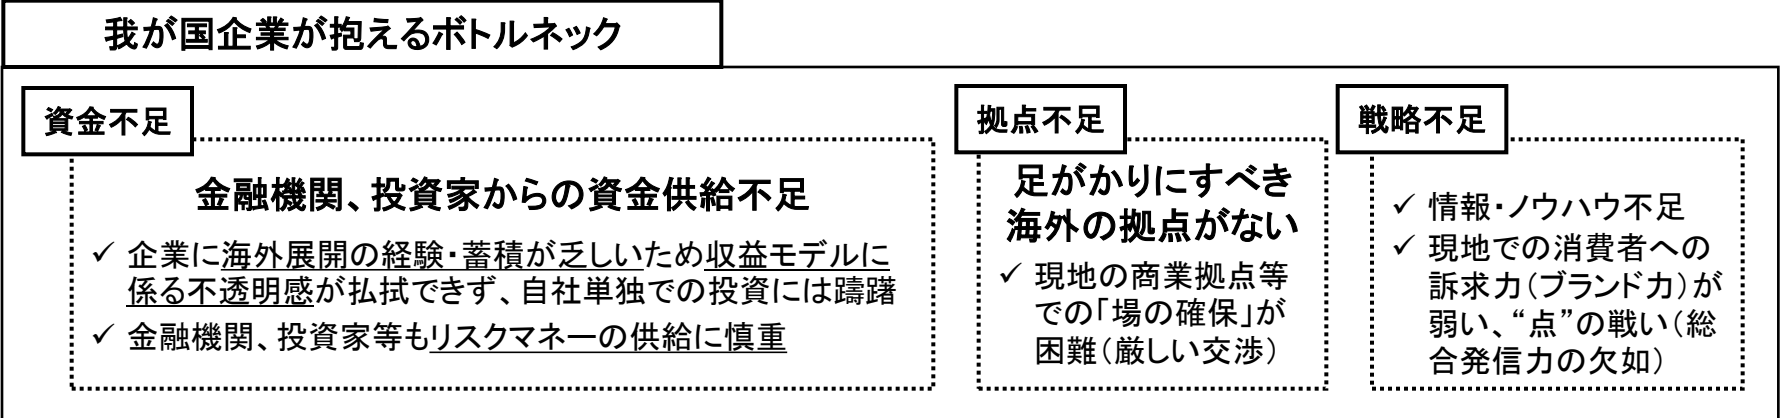 我が国企業が抱えるボトルネック
資金不足
金融機関、投資家からの資金供給不足
✓ 企業に海外展開の経験・蓄積が乏しいため収益モデルに
係る不透明感が払拭できず、自社単独での投資には躊躇
✓ 金融機関、投資家等もリスクマネーの供給に慎重
拠点不足
足がかりにすべき
海外の拠点がない
✓ 現地の商業拠点等
での「場の確保」が
困難（厳しい交渉）
戦略不足
✓ 情報・ノウハウ不足
✓ 現地での消費者への
訴求力（ブランド力）が
弱い、“点”の戦い（総
合発信力の欠如）